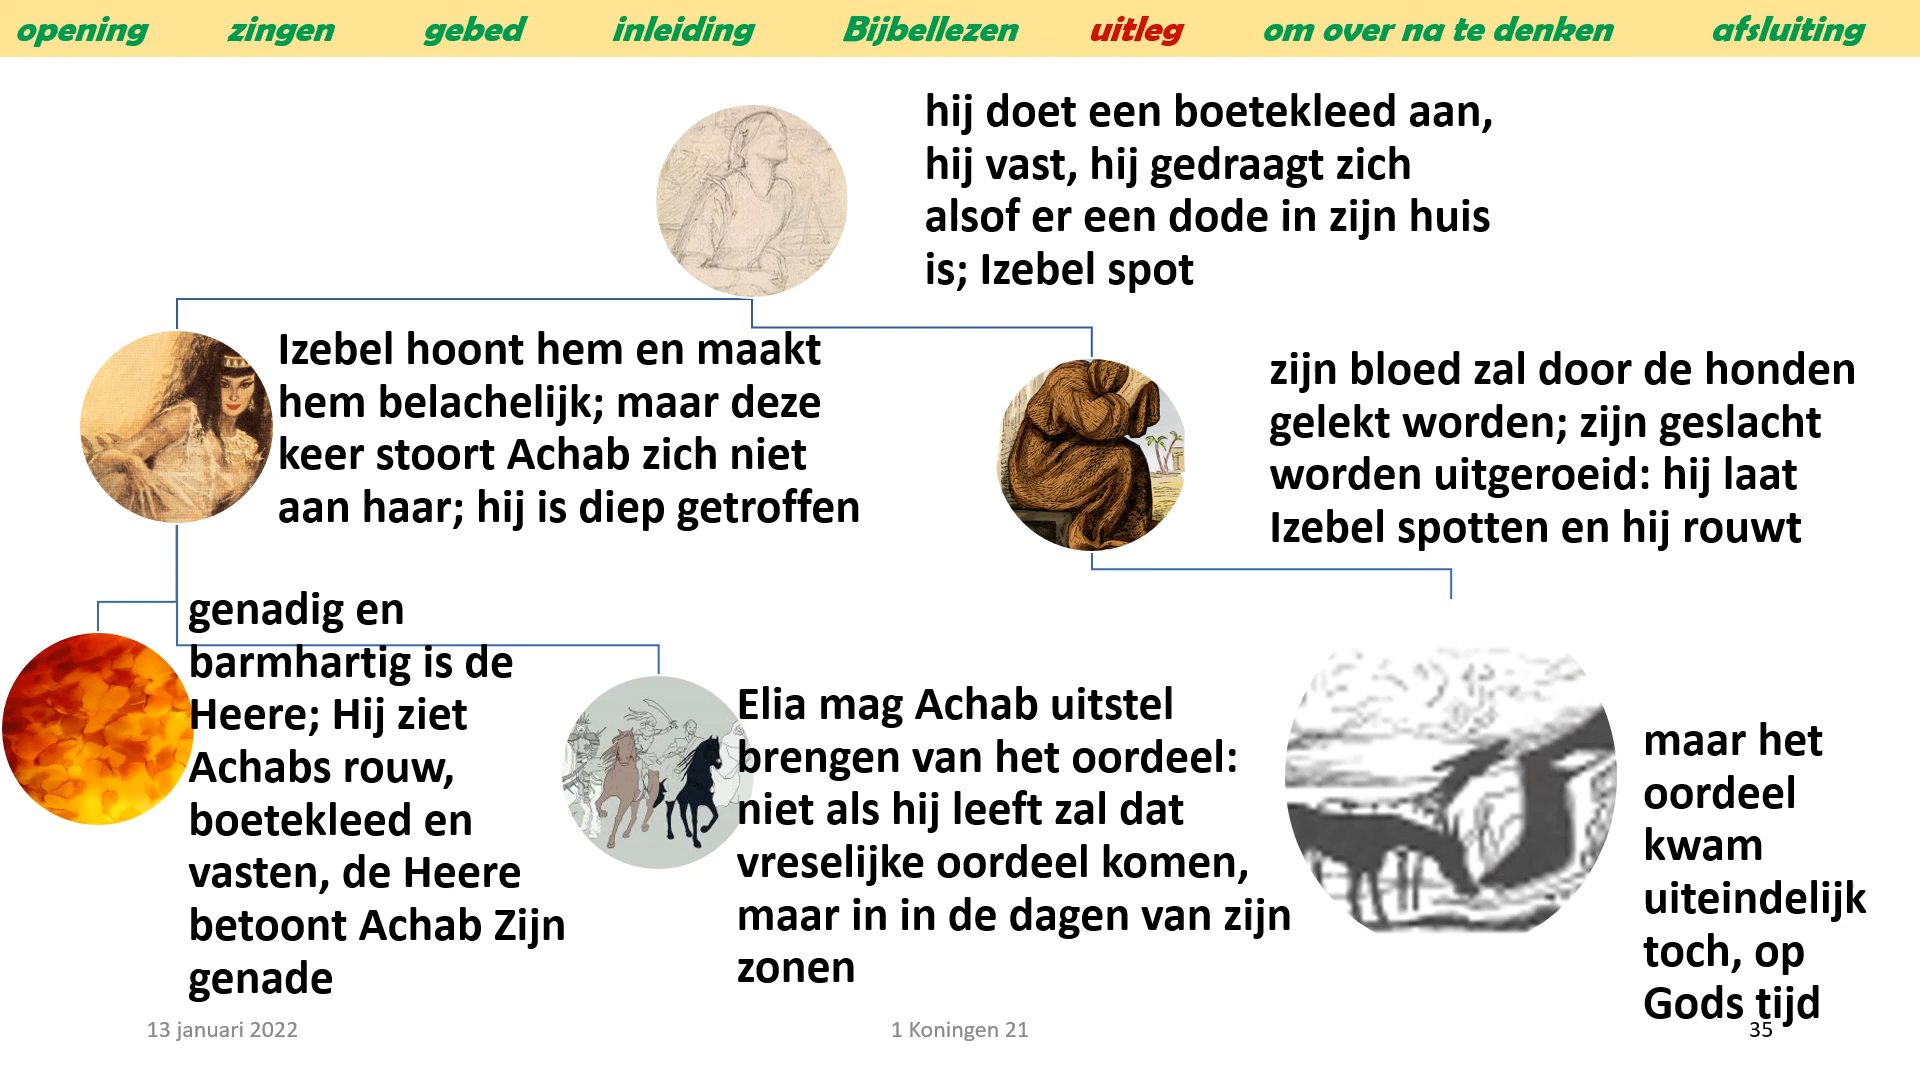 opening zingen gebed inleiding Bijbellezen uitleg om over na te denken afsluiting
hij doet een boetekleed aan,
hij vast, hij gedraagt zich
alsof er een dode in zijn huis
is; Izebel spot
Izebel hoont hem en maakt
hem belachelijk; maar deze
keer stoort Achab zich niet
aan haar; hij is diep getroffen
zijn bloed zal door de honden
gelekt worden; zijn geslacht
worden uitgeroeid: hij laat
Izebel spotten en hij rouwt
genadig en
barmhartig is de
Heere; Hij ziet
Achabs rouw,
boetekleed en
vasten, de Heere
betoont Achab Zijn
genade
Elia mag Achab uitstel
brengen van het oordeel:
niet als hij leeft zal dat
vreselijke oordeel komen,
maar in in de dagen van zijn
zonen
maar het
oordeel
kwam
uiteindelijk
toch, op
Gods tijd
13 januari 2022
1 Koningen 21
35